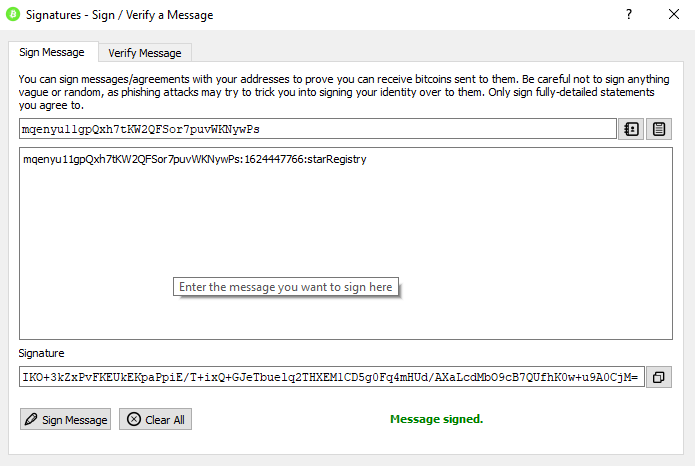 Signatures - Sign / Verify a Message
?
Sign Message
Verify Message
You can sign messages/agreements with your addresses to prove you can receive bitcoins sent to them. Be careful not to sign anything
vague or random, as phishing attacks may try to trick you into signing your identity over to them. Only sign fully-detailed statements
you agree to.
mqenyu11gpQxh7tKW2QFSor7puvWKNywPs
mqenyu11gpQxh7tKW2QFSor7puvWKNywPs:1624447766:starRegistry
Enter the message you want to sign here
Signature
IKO+3kZxPvFKEUkEKpaPpiE/T+ixQ+GJeTbuelq2THXEM1CD5g0Fq4mHUd/AXaLcdMbO9cB7QUfhK0w+u9A0CjM=
Sign Message
Clear All
Message signed.